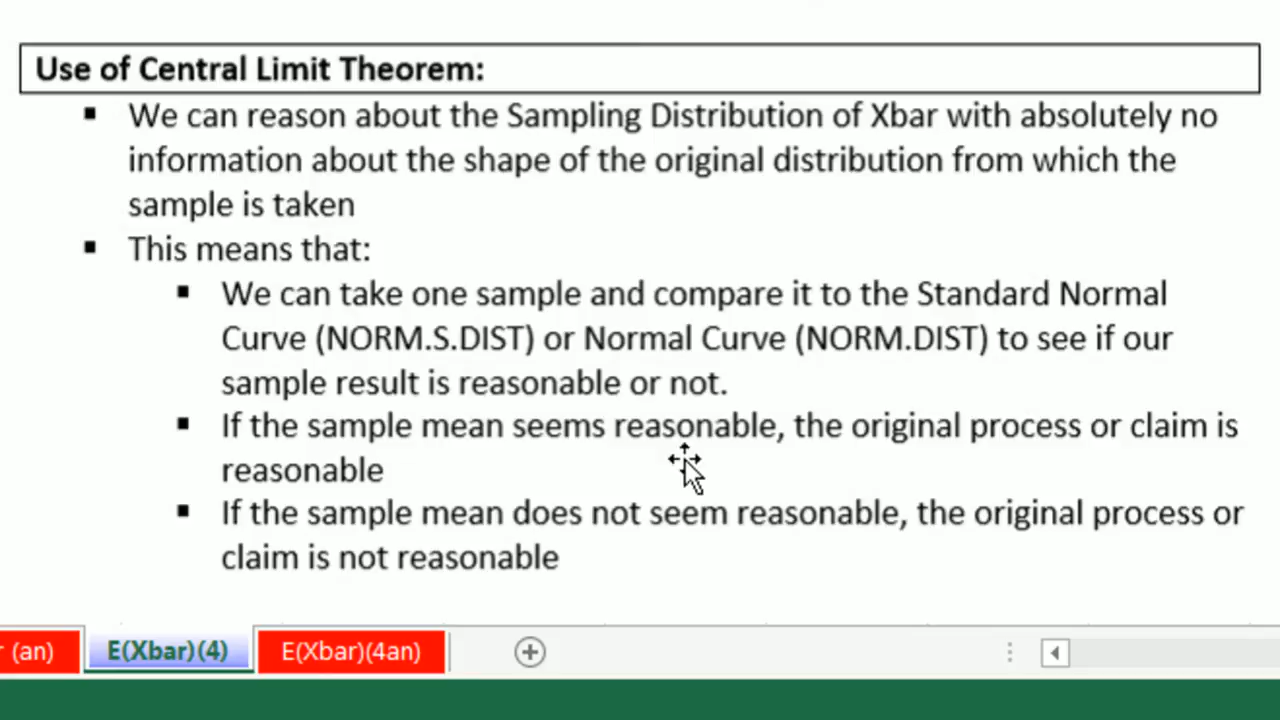 Use of Central Limit Theorem:
▪ We can reason about the Sampling Distribution of Xbar with absolutely no
information about the shape of the original distribution from which the
sample is taken
▪ This means that:
▪ We can take one sample and compare it to the Standard Normal
Curve (NORM.S.DIST) or Normal Curve (NORM.DIST) to see if our
sample result is reasonable or not.
▪ If the sample mean seems reasonable, the original process or claim is
reasonable
▪ If the sample mean does not seem reasonable, the original process or
claim is not reasonable
(an) E(Xbar)(4) E(Xbar)(4an)